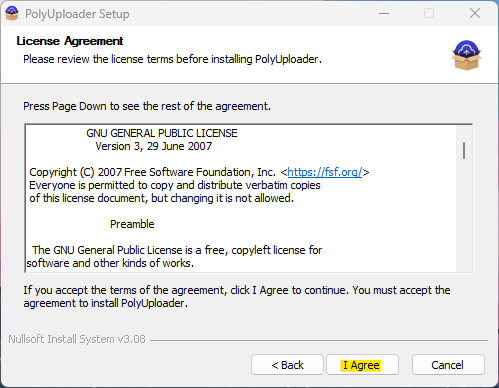 PolyUploader Setup
License Agreement
Please review the license terms before installing PolyUploader.
Press Page Down to see the rest of the agreement.
GNU GENERAL PUBLIC LICENSE
Version 3, 29 June 2007
Copyright (C) 2007 Free Software Foundation, Inc. <https://fsf.org/>
Everyone is permitted to copy and distribute verbatim copies
of this license document, but changing it is not allowed.
Preamble
The GNU General Public License is a free, copyleft license for
software and other kinds of works.
If you accept the terms of the agreement, click I Agree to continue. You must accept the
agreement to install PolyUploader.
Nullsoft Install System v3.08
< Back I Agree Cancel